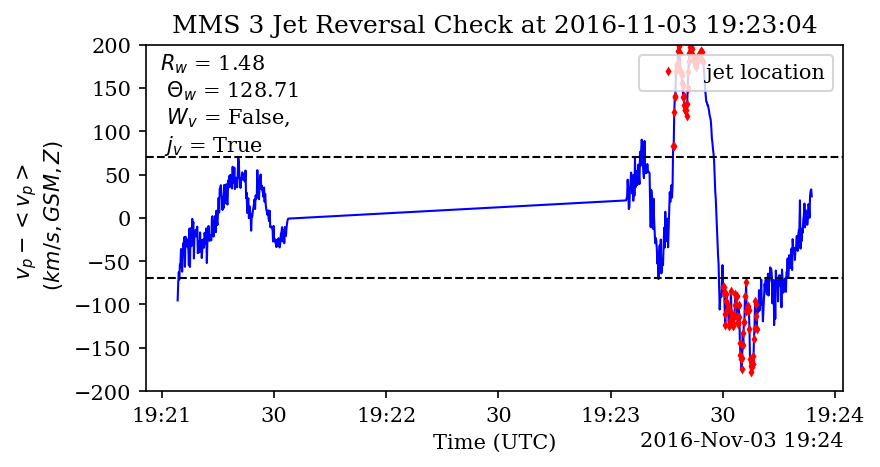 MMS 3 Jet Reversal Check at 2016-11-03 19:23:04
R_w = 1.48
Θ_w = 128.71
W_v = False,
j_v = True
jet location
200
150
100
50
0
−50
−100
−150
−200
v_p − < v_p >
(km/s, GSM, Z)
19:21 30 19:22 30 19:23 30 19:24
Time (UTC)
2016-Nov-03 19:24